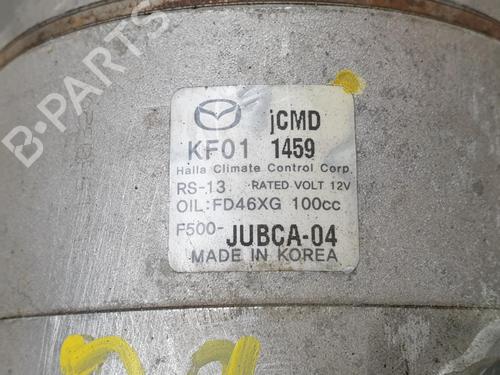 jCMD
KF01 1459
Halla Climate Control Corp.
RS-13 RATED VOLT 12V
OIL:FD46XG 100cc
F500-JUBCA-04
MADE IN KOREA